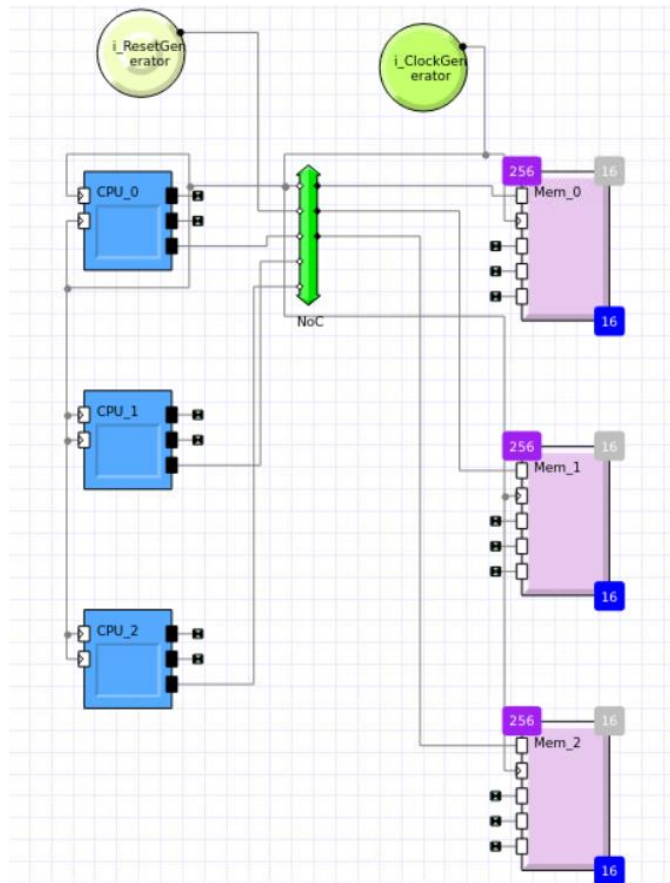 i_ResetGen
erator
i_ClockGen
erator
256
16
CPU_0
Mem_0
16
NoC
CPU_1
256
16
Mem_1
16
CPU_2
256
16
Mem_2
16